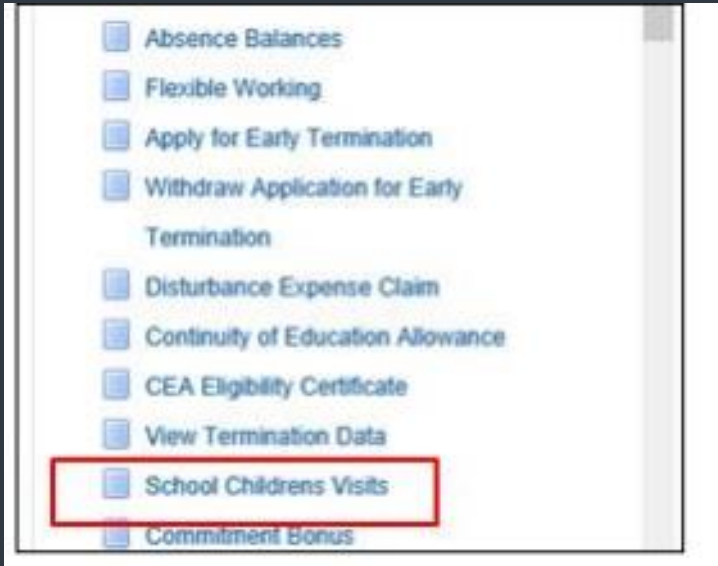 Absence Balances
Flexible Working
Apply for Early Termination
Withdraw Application for Early
Termination
Disturbance Expense Claim
Continuity of Education Allowance
CEA Eligibility Certificate
View Termination Data
School Childrens Visits
Commitment Bonus